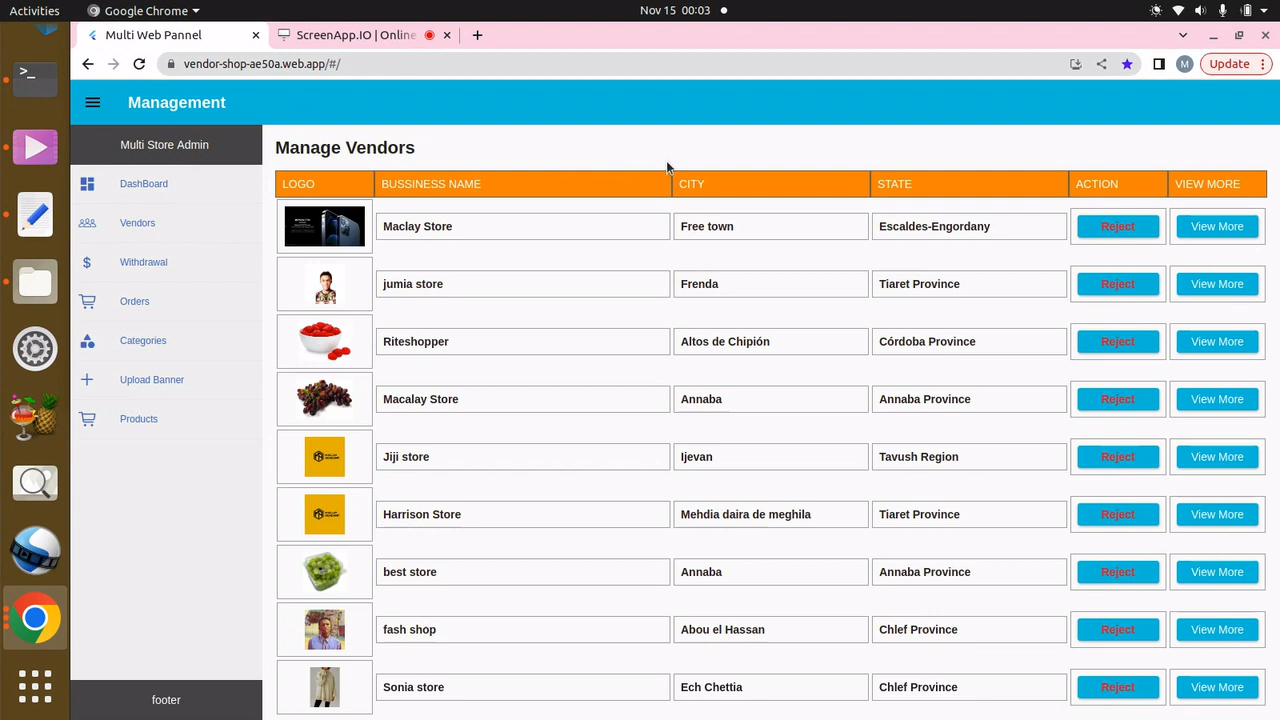 Activities
Google Chrome
Nov 15 00:03
Multi Web Pannel
ScreenApp.IO | Online
vendor-shop-ae50a.web.app/#/
M
Update
Management
Multi Store Admin
DashBoard
Vendors
Withdrawal
Orders
Categories
Upload Banner
Products
footer
Manage Vendors
LOGO BUSSINESS NAME CITY STATE ACTION VIEW MORE
Maclay Store Free town Escaldes-Engordany Reject View More
jumia store Frenda Tiaret Province Reject View More
Riteshopper Altos de Chipión Córdoba Province Reject View More
Macalay Store Annaba Annaba Province Reject View More
Jiji store Ijevan Tavush Region Reject View More
Harrison Store Mehdia daira de meghila Tiaret Province Reject View More
best store Annaba Annaba Province Reject View More
fash shop Abou el Hassan Chlef Province Reject View More
Sonia store Ech Chettia Chlef Province Reject View More